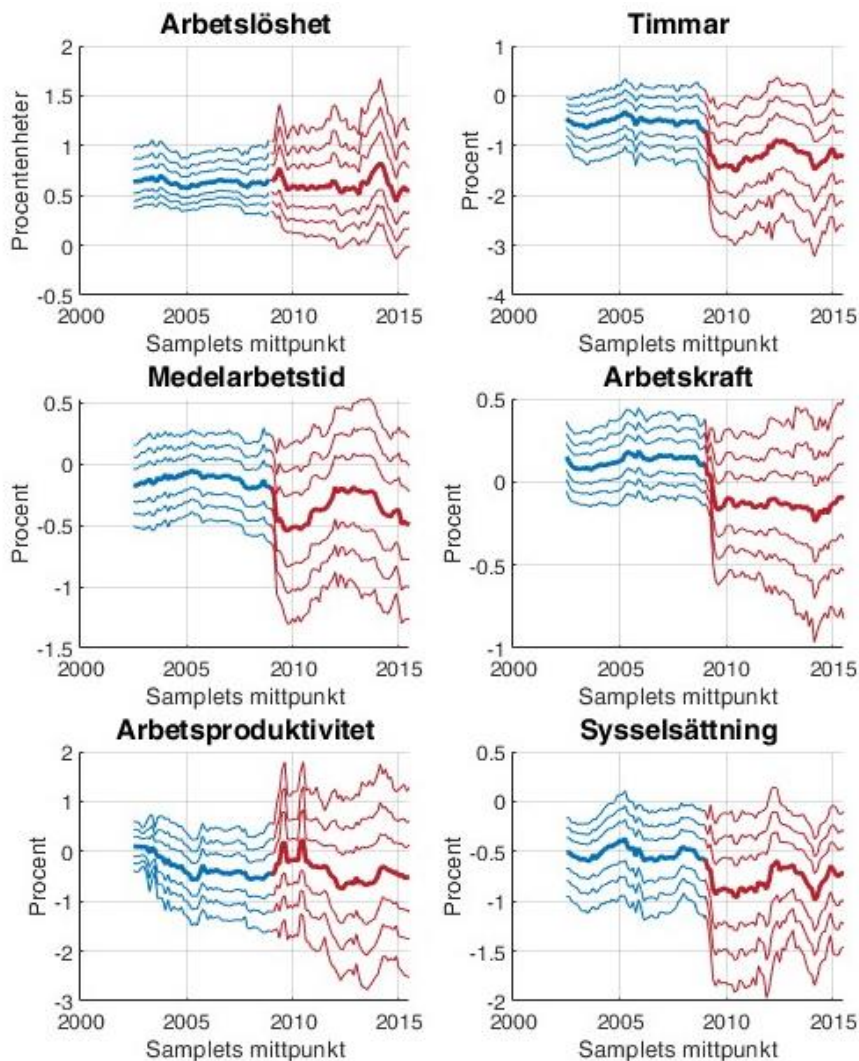 Arbetslöshet
Procentenheter
2
1.5
1
0.5
0
-0.5
2000 2005 2010 2015
Samplets mittpunkt
Timmar
Procent
1
0
-1
-2
-3
-4
2000 2005 2010 2015
Samplets mittpunkt
Medelarbetstid
Procent
0.5
0
-0.5
-1
-1.5
2000 2005 2010 2015
Samplets mittpunkt
Arbetskraft
Procent
0.5
0
-0.5
-1
2000 2005 2010 2015
Samplets mittpunkt
Arbetsproduktivitet
Procent
2
1
0
-1
-2
-3
2000 2005 2010 2015
Samplets mittpunkt
Sysselsättning
Procent
0.5
0
-0.5
-1
-1.5
-2
2000 2005 2010 2015
Samplets mittpunkt